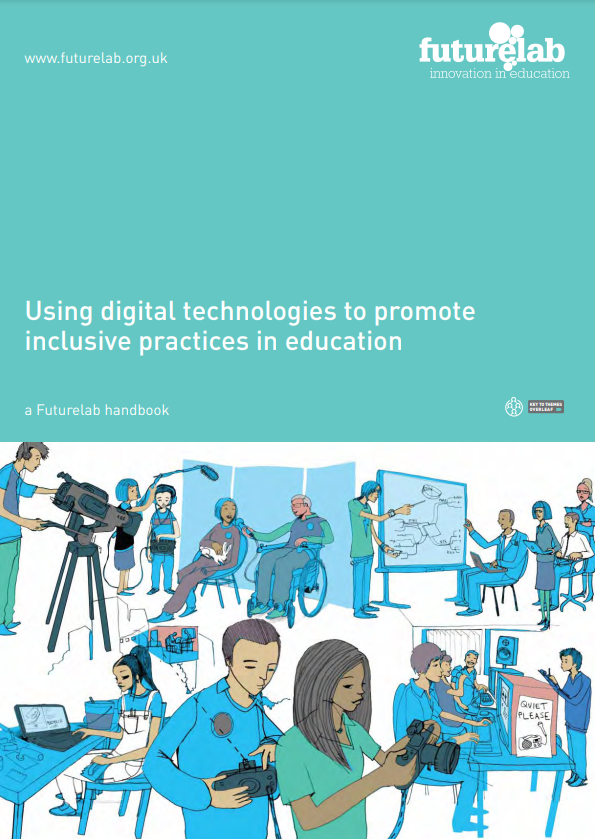 www.futurelab.org.uk
futurelab
innovation in education
Using digital technologies to promote
inclusive practices in education
a Futurelab handbook
KEY TO THEMES
OVERLEAF
QUIET
PLEASE